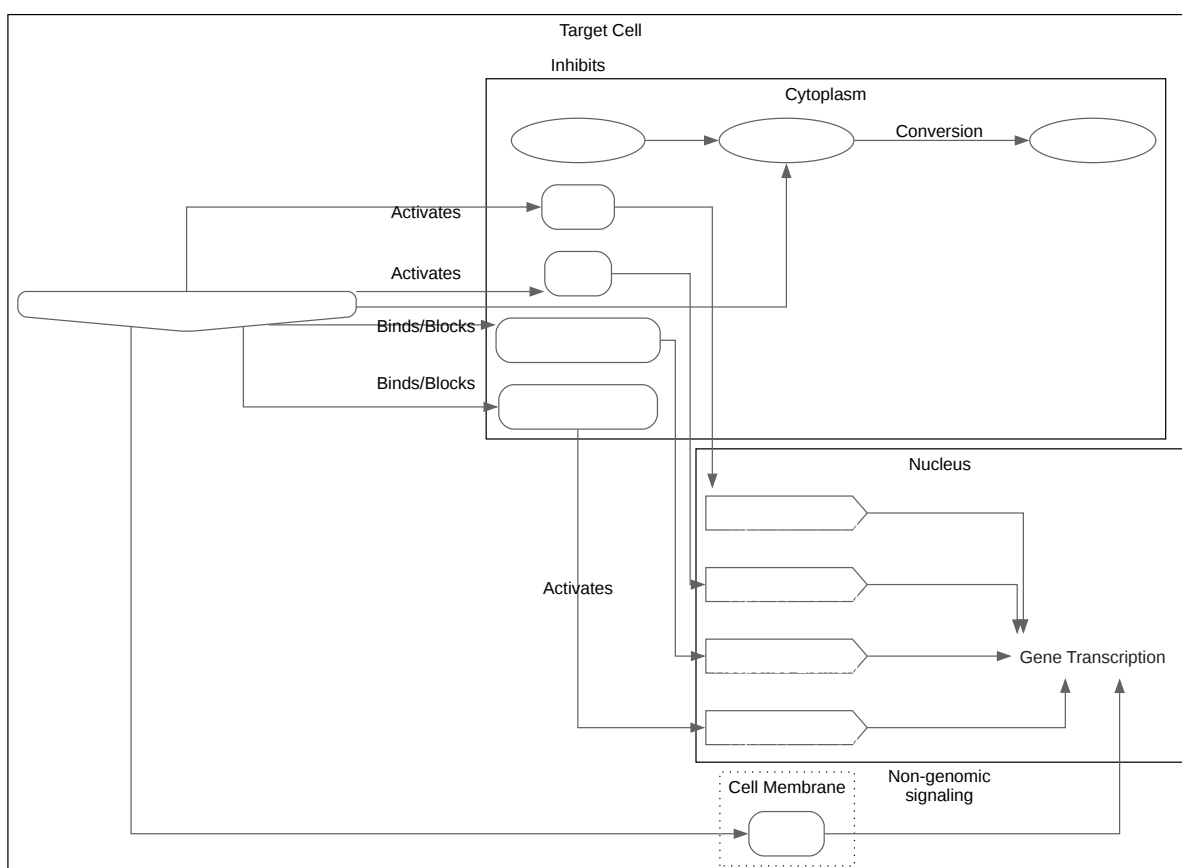 Target Cell
Inhibits
Cytoplasm
Conversion
Activates
Activates
Binds/Blocks
Binds/Blocks
Nucleus
Activates
Gene Transcription
Cell Membrane
Non-genomic
signaling